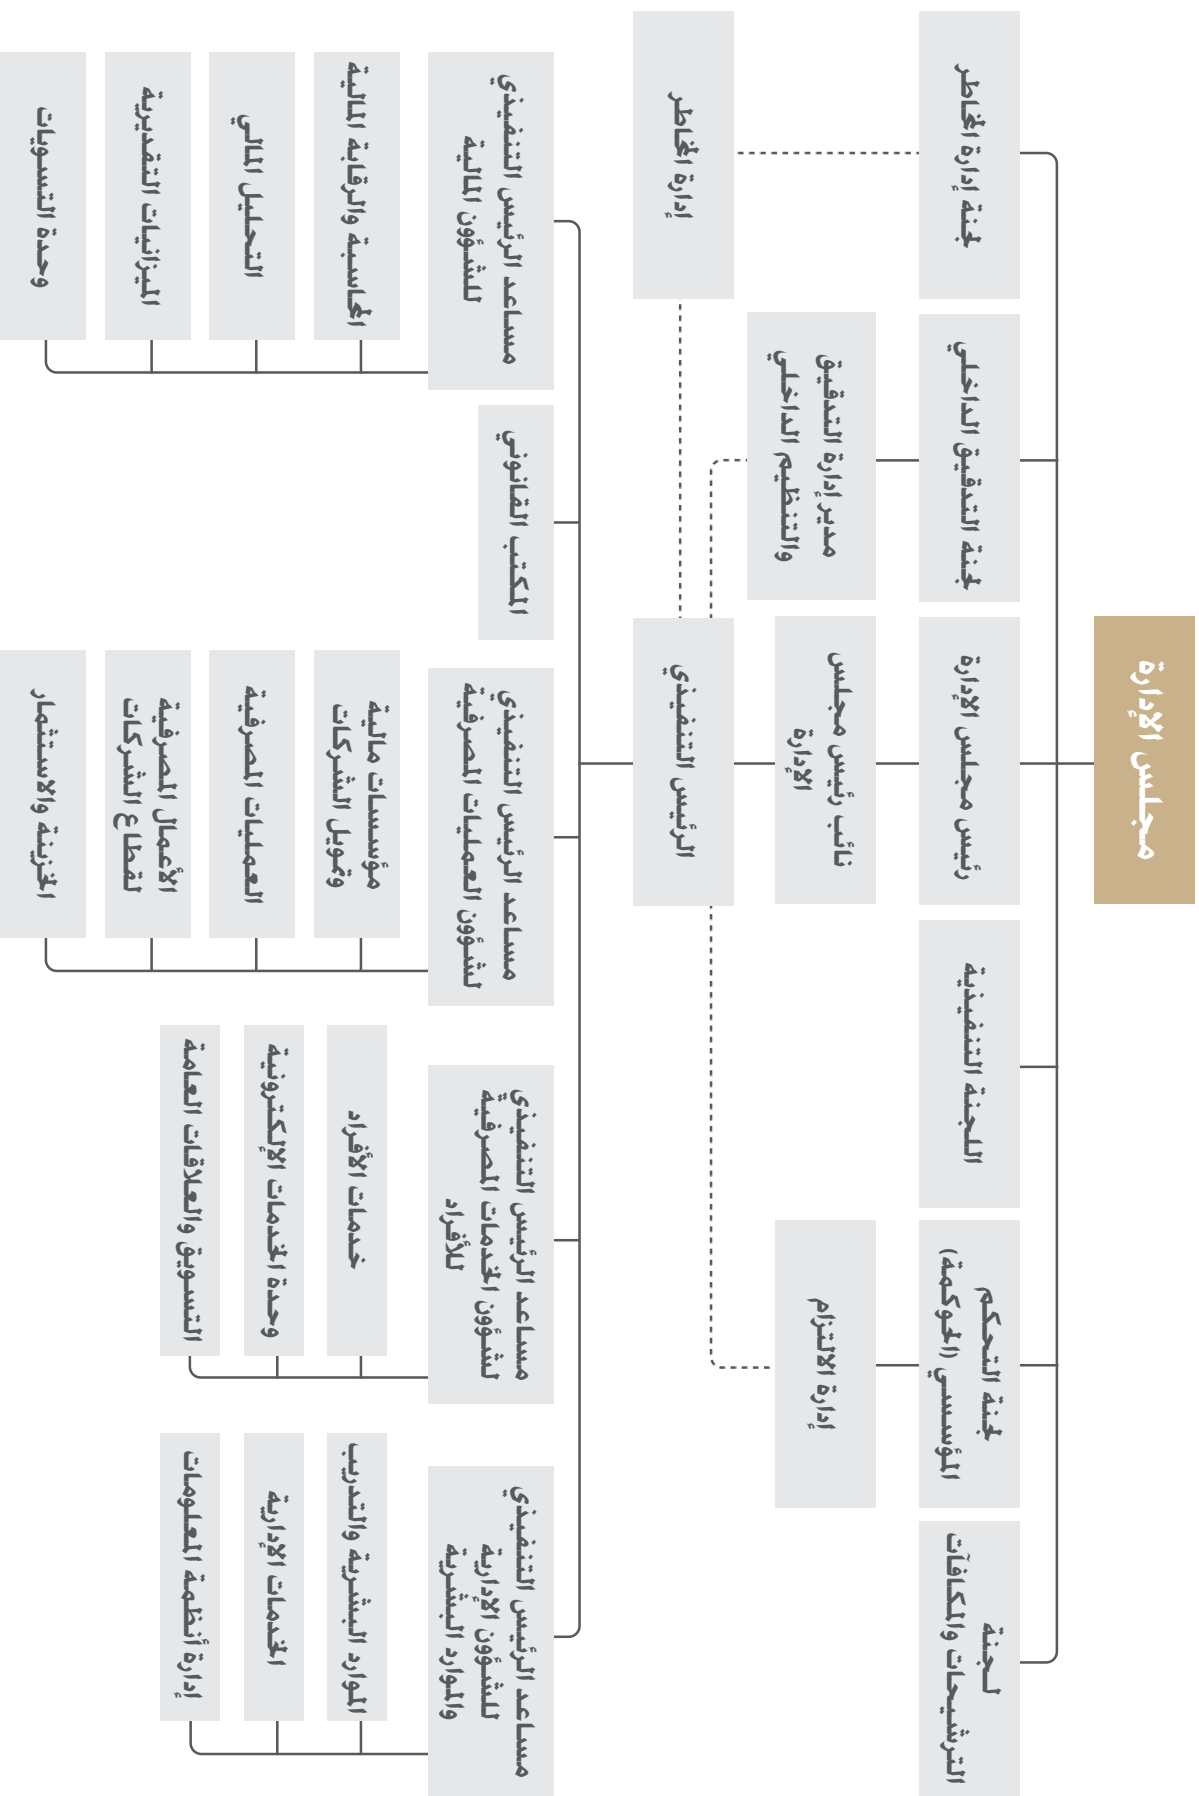 مجلس الإدارة
لجنة إدارة المخاطر
لجنة التدقيق الداخلي
رئيس مجلس الإدارة
اللجنة التنفيذية
لجنة التحكم
المؤسسي (الحوكمة)
لـجـنة
الترشيحات والمكافآت
مدير إدارة التدقيق
والتنظيم الداخلي
نائب رئيس مجلس
الإدارة
إدارة الالتزام
إدارة المخاطر
الرئيس التنفيذي
مساعد الرئيس التنفيذي
للشؤون المالية
المكتب القانوني
مساعد الرئيس التنفيذي
لشؤون العمليات المصرفية
مساعد الرئيس التنفيذي
لشؤون الخدمات المصرفية
للأفراد
مساعد الرئيس التنفيذي
للشؤون الإدارية
والموارد البشرية
المحاسبة والرقابة المالية
التحليل المالي
الميزانيات التقديرية
وحدة التسويات
مؤسسات مالية
وتمويل الشركات
العمليات المصرفية
الأعمال المصرفية
لقطاع الشركات
الخزينة والاستثمار
خدمات الأفراد
وحدة الخدمات الإلكترونية
التسويق والعلاقات العامة
الموارد البشرية والتدريب
الخدمات الإدارية
إدارة أنظمة المعلومات